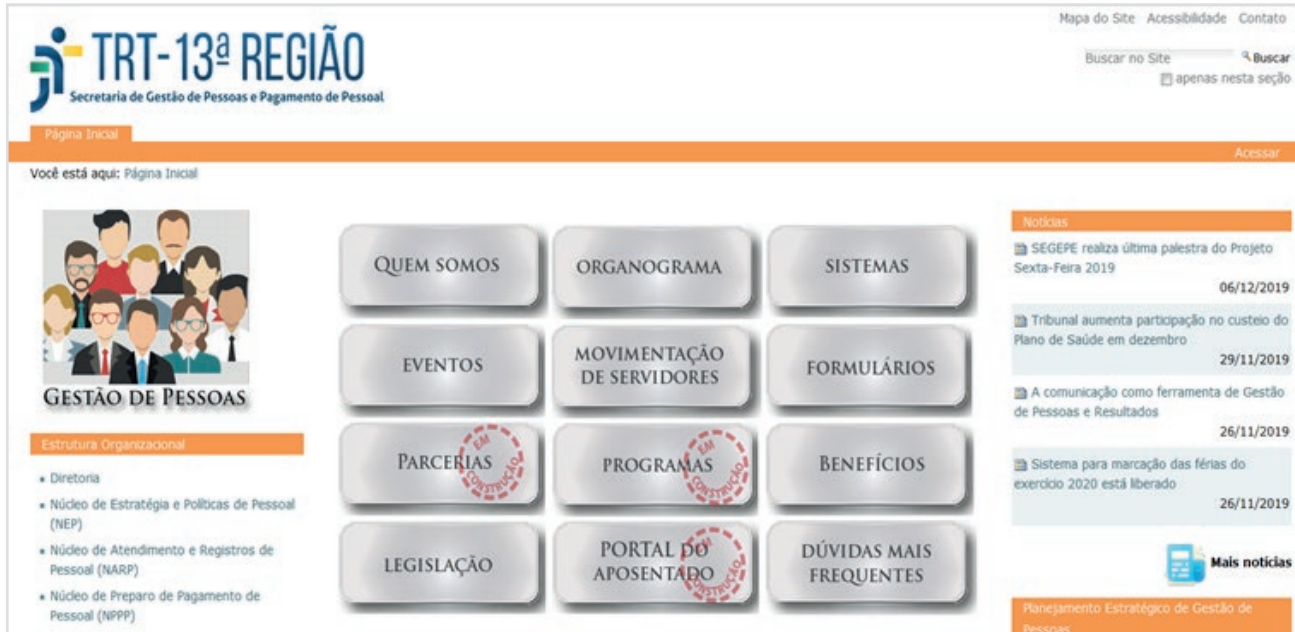 Mapa do Site Acessibilidade Contato
TRT-13ª REGIÃO
Secretaria de Gestão de Pessoas e Pagamento de Pessoal
Buscar no Site Buscar
apenas nesta seção
Página Inicial
Acessar
Você está aqui: Página Inicial
GESTÃO DE PESSOAS
Estrutura Organizacional
• Diretoria
• Núcleo de Estratégia e Políticas de Pessoal
(NEP)
• Núcleo de Atendimento e Registros de
Pessoal (NARP)
• Núcleo de Preparo de Pagamento de
Pessoal (NPPP)
QUEM SOMOS
ORGANOGRAMA
SISTEMAS
EVENTOS
MOVIMENTAÇÃO
DE SERVIDORES
FORMULÁRIOS
PARCERIAS
EM CONSTRUÇÃO
PROGRAMAS
EM CONSTRUÇÃO
BENEFÍCIOS
LEGISLAÇÃO
PORTAL DO
APOSENTADO
EM CONSTRUÇÃO
DÚVIDAS MAIS
FREQUENTES
Notícias
SEGEPE realiza última palestra do Projeto
Sexta-Feira 2019
06/12/2019
Tribunal aumenta participação no custeio do
Plano de Saúde em dezembro
29/11/2019
A comunicação como ferramenta de Gestão
de Pessoas e Resultados
26/11/2019
Sistema para marcação das férias do
exercício 2020 está liberado
26/11/2019
Mais notícias
Planejamento Estratégico de Gestão de
Pessoas